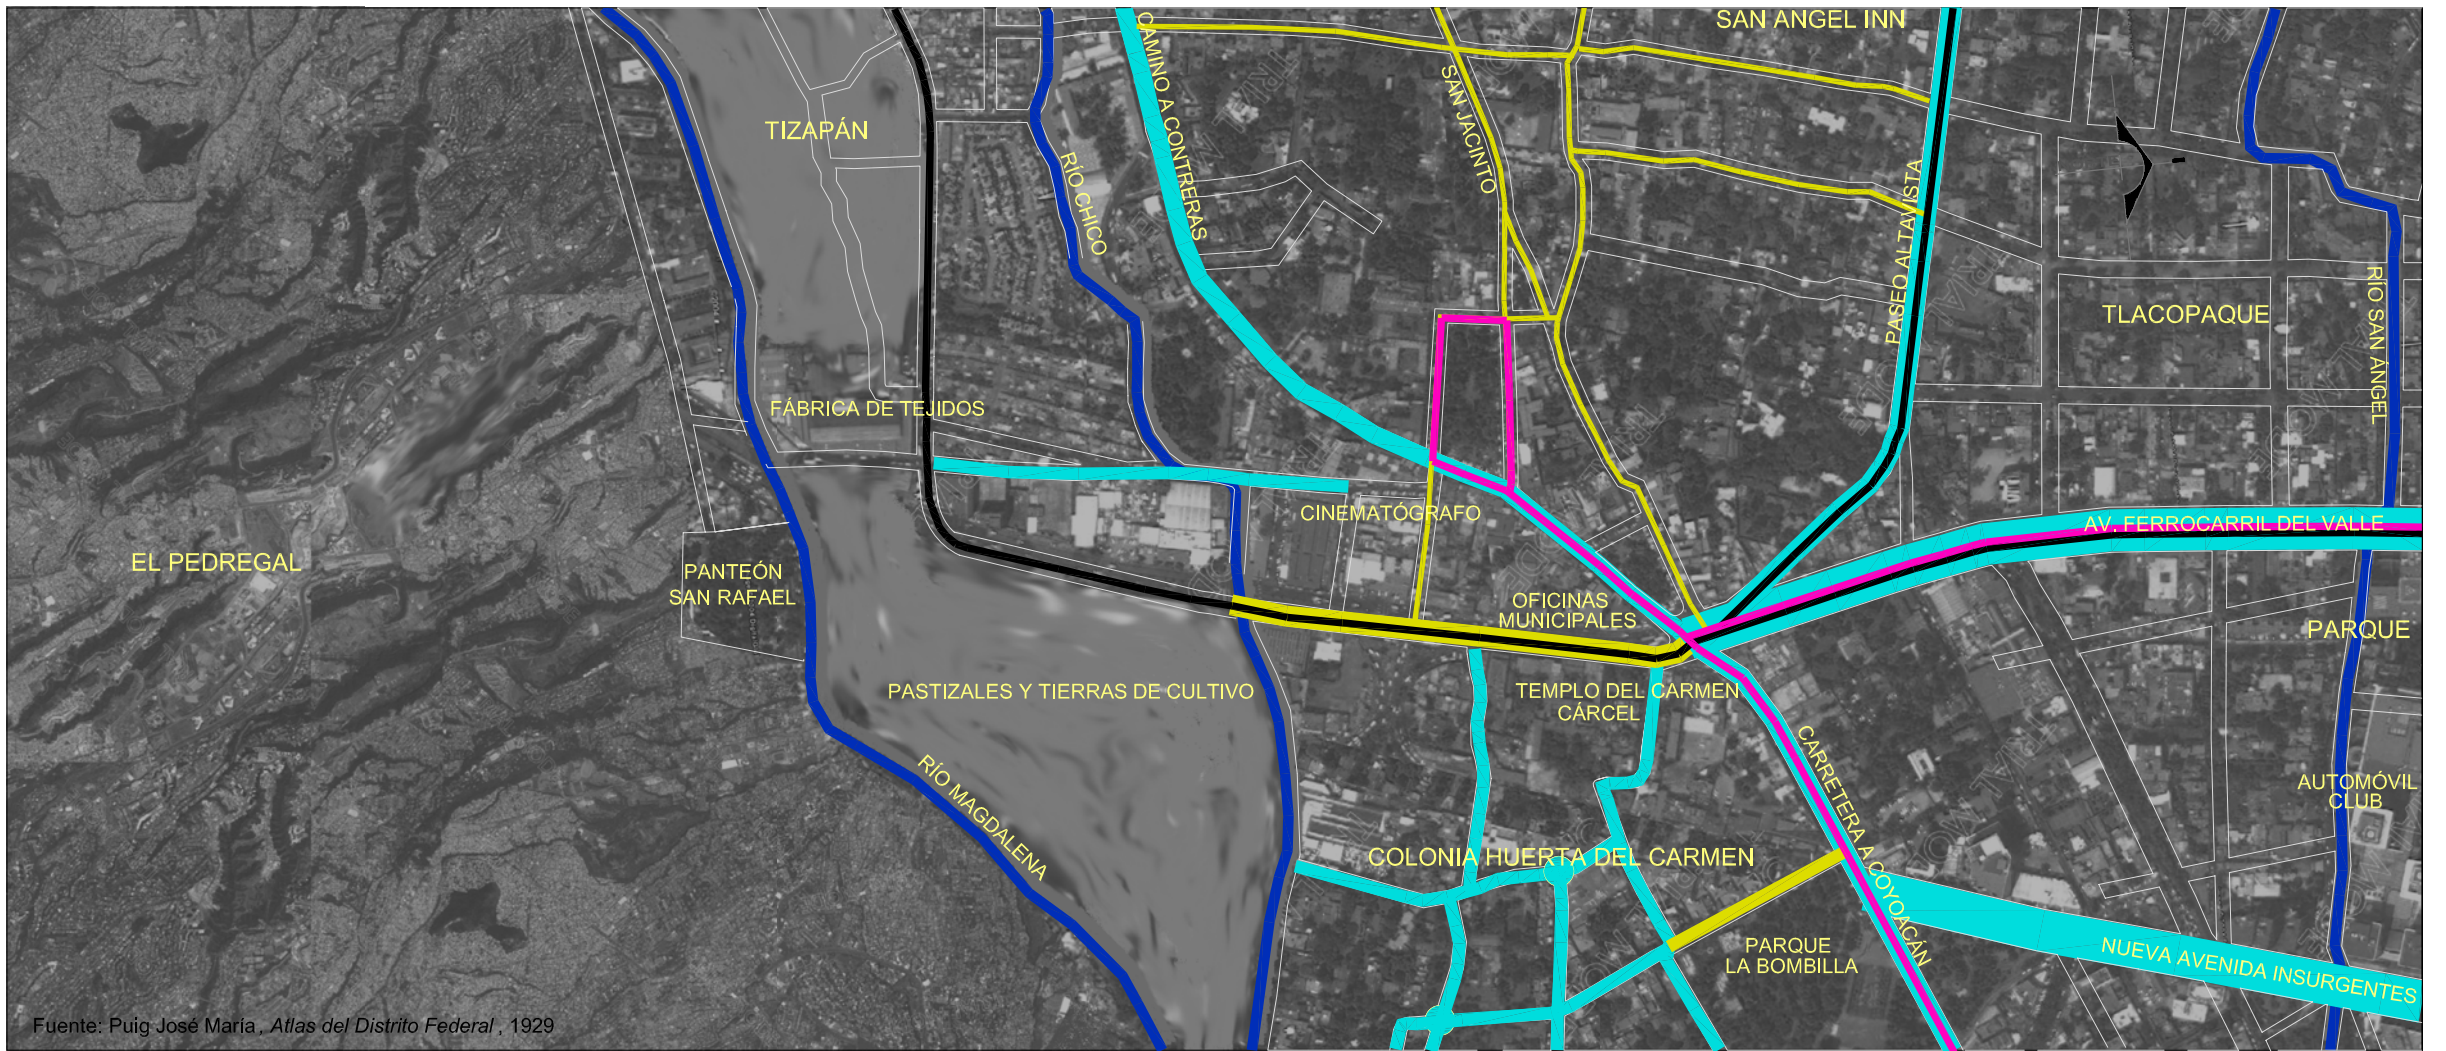 SAN ANGEL INN
CAMINO A CONTRERAS
SAN JACINTO
TIZAPÁN
RÍO CHICO
PASEO ALTAVISTA
TLACOPAQUE
RÍO SAN ÁNGEL
FÁBRICA DE TEJIDOS
CINEMATÓGRAFO
AV. FERROCARRIL DEL VALLE
EL PEDREGAL
PANTEÓN
SAN RAFAEL
OFICINAS
MUNICIPALES
PARQUE
PASTIZALES Y TIERRAS DE CULTIVO
TEMPLO DEL CARMEN
CÁRCEL
RÍO MAGDALENA
CARRETERA A COYOACÁN
AUTOMÓVIL
CLUB
COLONIA HUERTA DEL CARMEN
PARQUE
LA BOMBILLA
NUEVA AVENIDA INSURGENTES
Fuente: Puig José María, Atlas del Distrito Federal, 1929